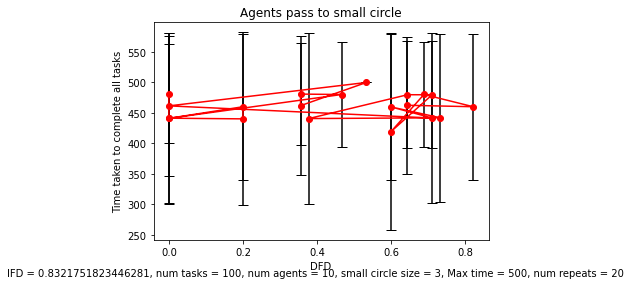 Agents pass to small circle
Time taken to complete all tasks
550
500
450
400
350
300
250
0.0 0.2 0.4 0.6 0.8
DFD
IFD = 0.8321751823446281, num tasks = 100, num agents = 10, small circle size = 3, Max time = 500, num repeats = 20